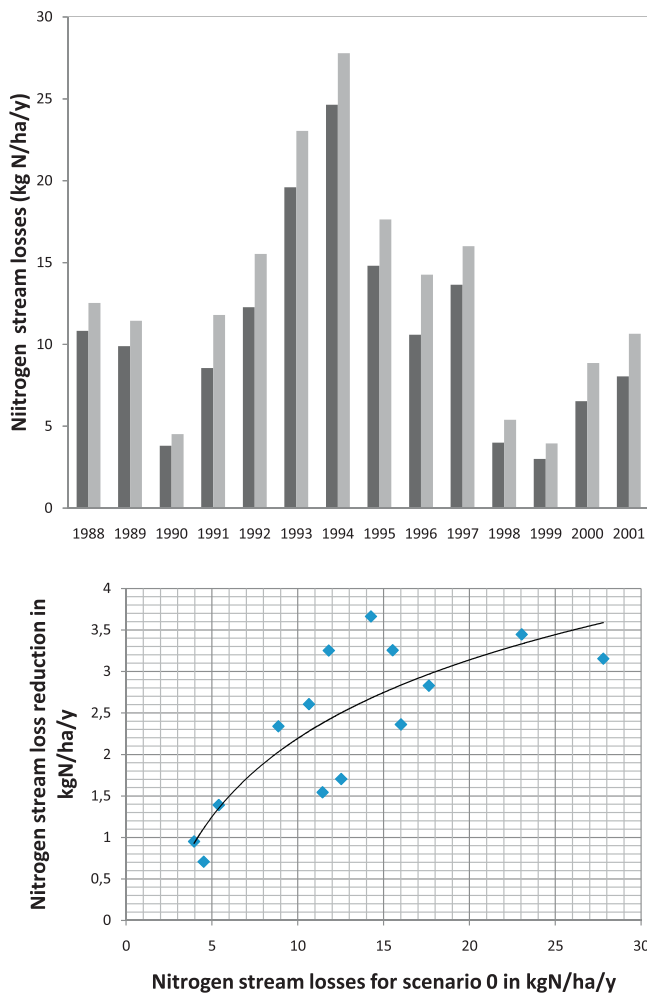 Niitrogen stream losses (kg N/ha/y)
30
25
20
15
10
5
0
1988 1989 1990 1991 1992 1993 1994 1995 1996 1997 1998 1999 2000 2001
Nitrogen stream loss reduction in
kgN/ha/y
4
3,5
3
2,5
2
1,5
1
0,5
0
0 5 10 15 20 25 30
Nitrogen stream losses for scenario 0 in kgN/ha/y